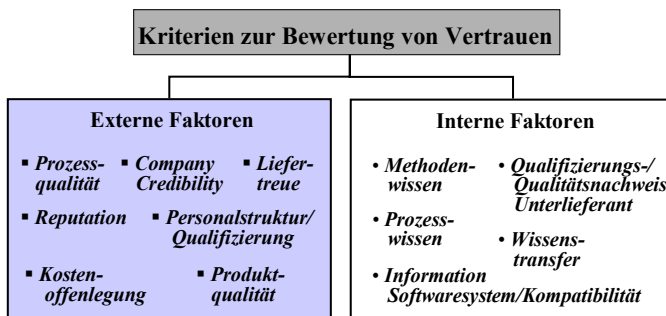 Kriterien zur Bewertung von Vertrauen
Externe Faktoren
▪ Prozess-
qualität
▪ Company
Credibility
▪ Liefer-
treue
▪ Reputation
▪ Personalstruktur/
Qualifizierung
▪ Kosten-
offenlegung
▪ Produkt-
qualität
Interne Faktoren
• Methoden-
wissen
• Qualifizierungs-/
Qualitätsnachweis
Unterlieferant
• Prozess-
wissen
• Wissens-
transfer
• Information
Softwaresystem/Kompatibilität